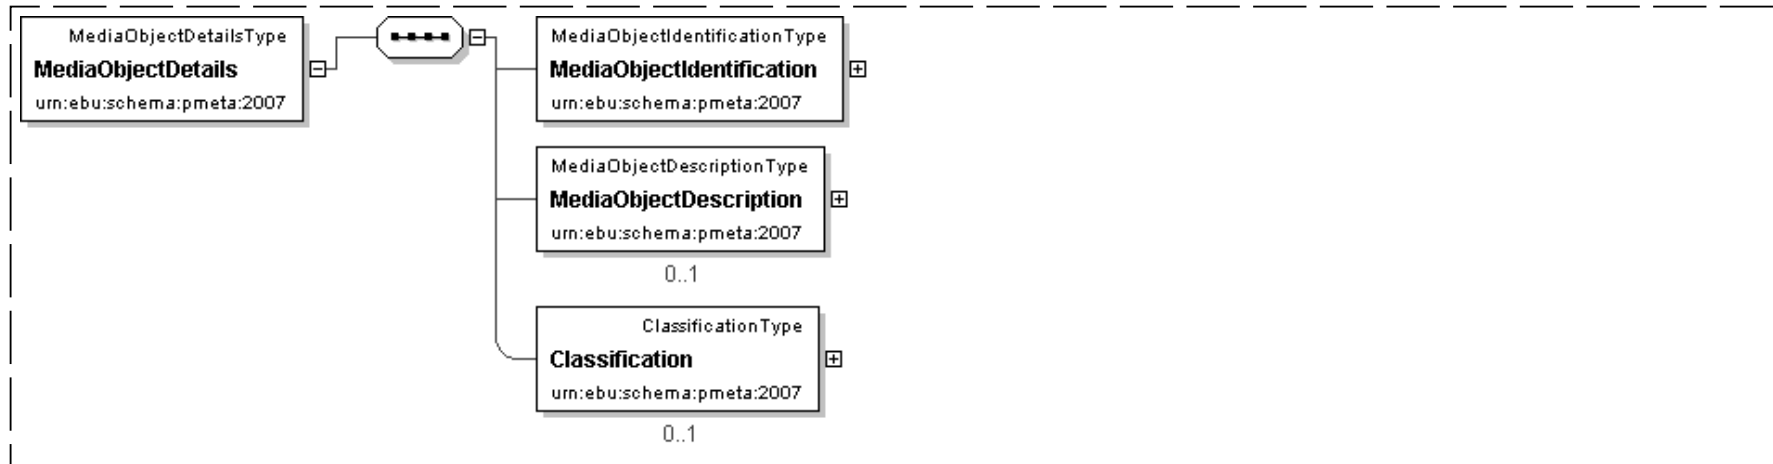 MediaObjectDetailsType
MediaObjectDetails
urn:ebu:schema:pmeta:2007
MediaObjectIdentificationType
MediaObjectIdentification
urn:ebu:schema:pmeta:2007
MediaObjectDescriptionType
MediaObjectDescription
urn:ebu:schema:pmeta:2007
0..1
ClassificationType
Classification
urn:ebu:schema:pmeta:2007
0..1